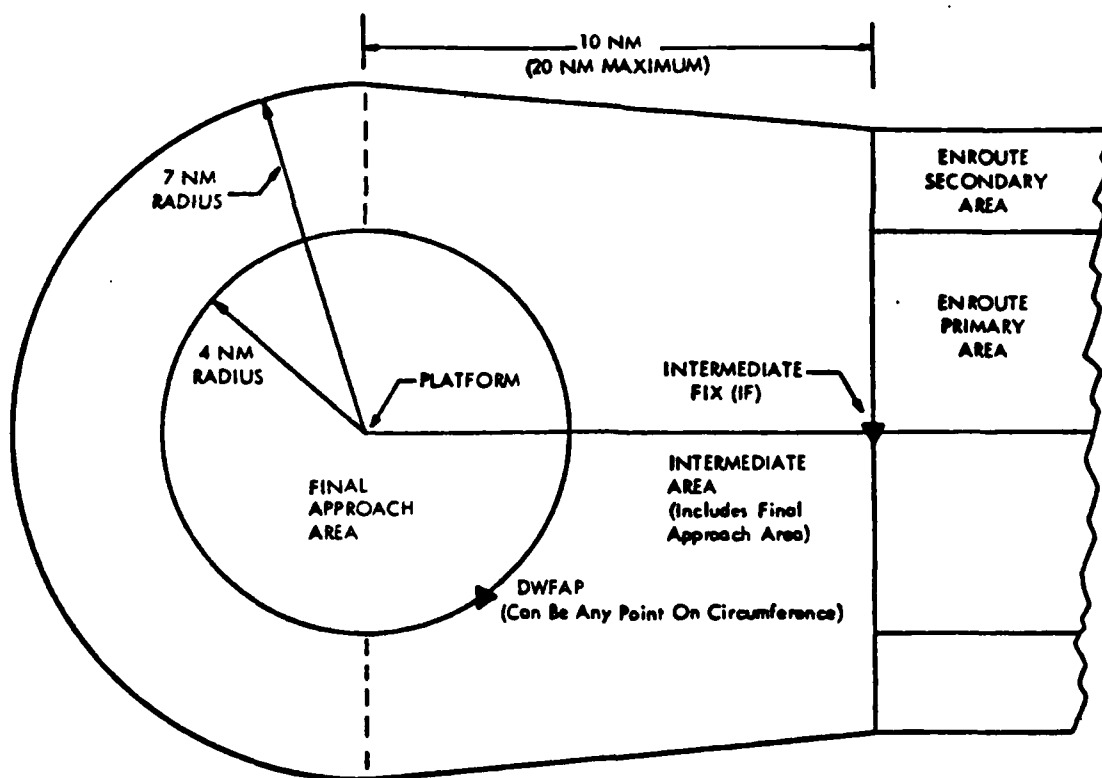 10 NM
(20 NM MAXIMUM)
7 NM
RADIUS
ENROUTE
SECONDARY
AREA
ENROUTE
PRIMARY
AREA
4 NM
RADIUS
PLATFORM
INTERMEDIATE
FIX (IF)
FINAL
APPROACH
AREA
INTERMEDIATE
AREA
(Includes Final
Approach Area)
DWFAP
(Can Be Any Point On Circumference)